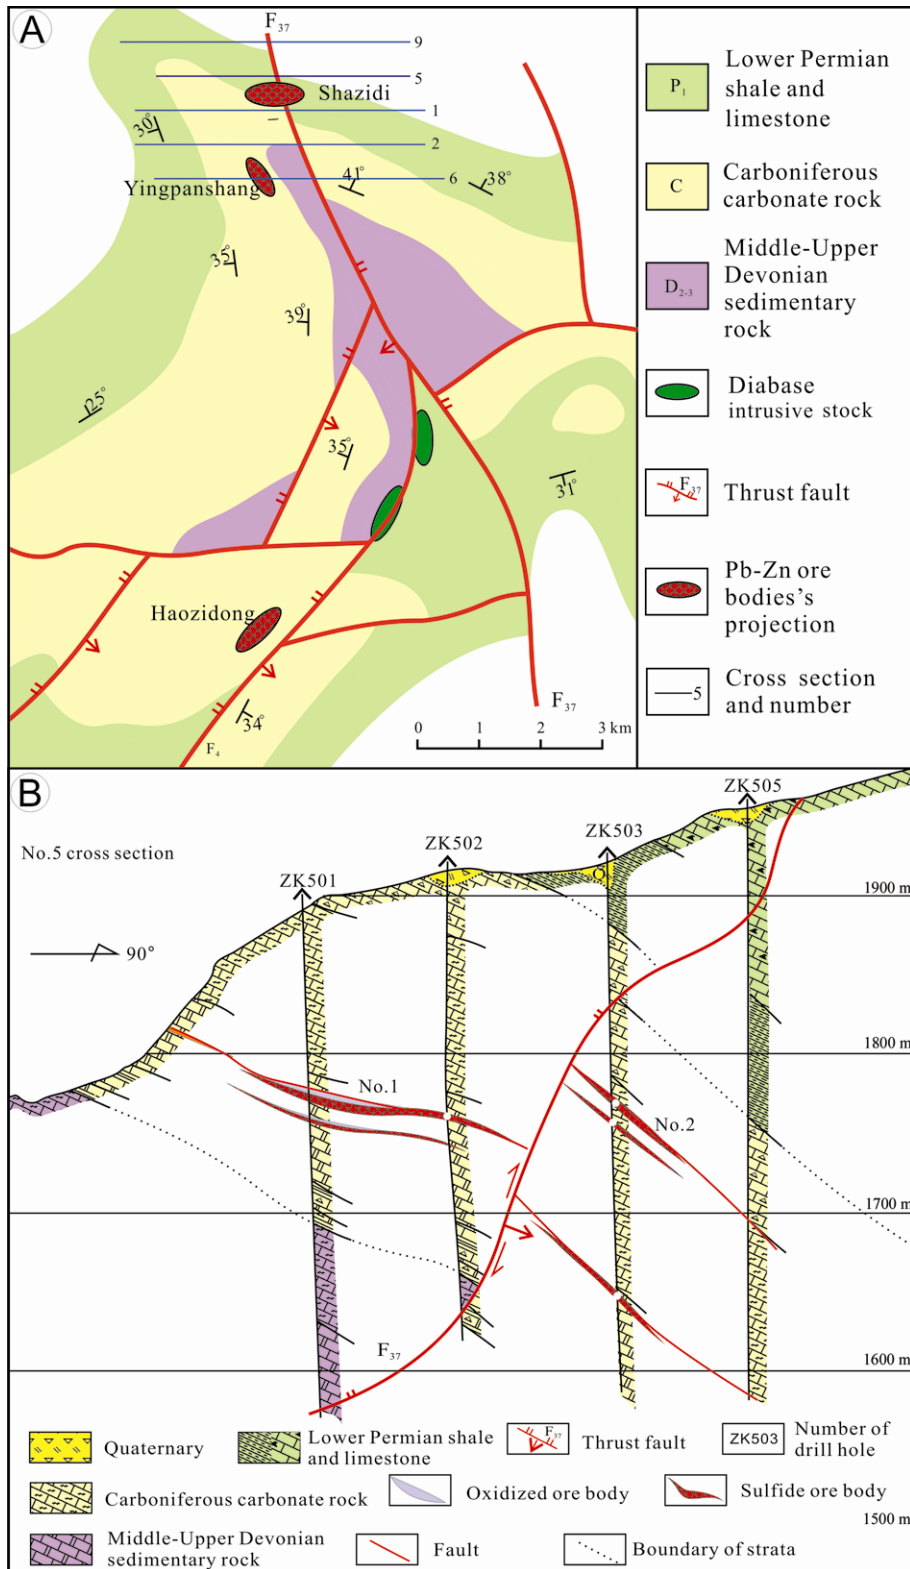 A
F37
9
5
Shazidi
1
30°
2
Yingpanshang
41°
6
38°
35°
39°
25°
35°
31°
Haozidong
34°
F4
F37
0 1 2 3 km
P1
Lower Permian
shale and
limestone
C
Carboniferous
carbonate rock
D2-3
Middle-Upper
Devonian
sedimentary
rock
Diabase
intrusive stock
F37
Thrust fault
Pb-Zn ore
bodies's
projection
5
Cross section
and number
B
No.5 cross section
90°
ZK501
ZK502
ZK503
ZK505
Q
1900 m
1800 m
No.1
No.2
1700 m
F37
1600 m
Quaternary
Lower Permian shale
and limestone
F37
Thrust fault
ZK503
Number of
drill hole
Carboniferous carbonate rock
Oxidized ore body
Sulfide ore body
1500 m
Middle-Upper Devonian
sedimentary rock
Fault
Boundary of strata